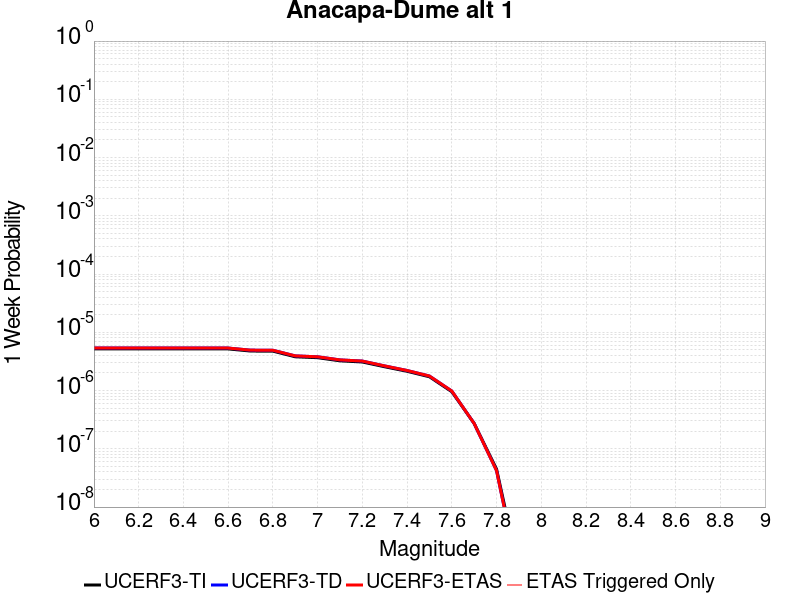 Anacapa-Dume alt 1
1 Week Probability
10^0
10^-1
10^-2
10^-3
10^-4
10^-5
10^-6
10^-7
10^-8
6 6.2 6.4 6.6 6.8 7 7.2 7.4 7.6 7.8 8 8.2 8.4 8.6 8.8 9
Magnitude
UCERF3-TI UCERF3-TD UCERF3-ETAS ETAS Triggered Only